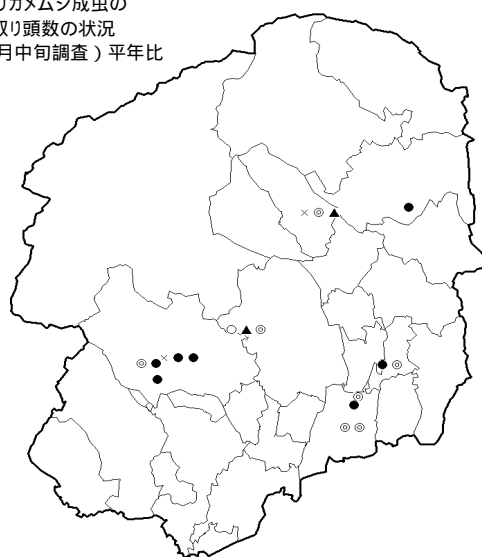 リカメムシ成虫の
取り頭数の状況
月中旬調査）平年比